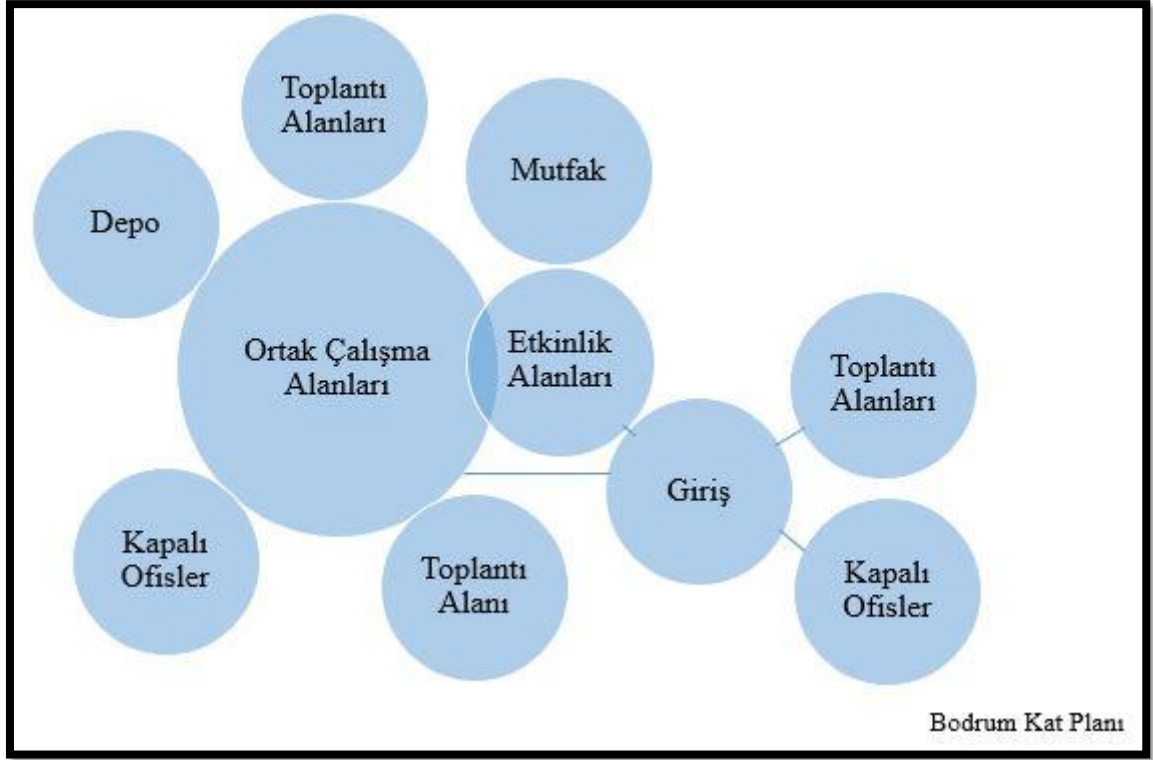 Toplantı
Alanları
Mutfak
Depo
Ortak Çalışma
Alanları
Etkinlik
Alanları
Toplantı
Alanları
Giriş
Kapalı
Ofisler
Toplantı
Alanı
Kapalı
Ofisler
Bodrum Kat Planı